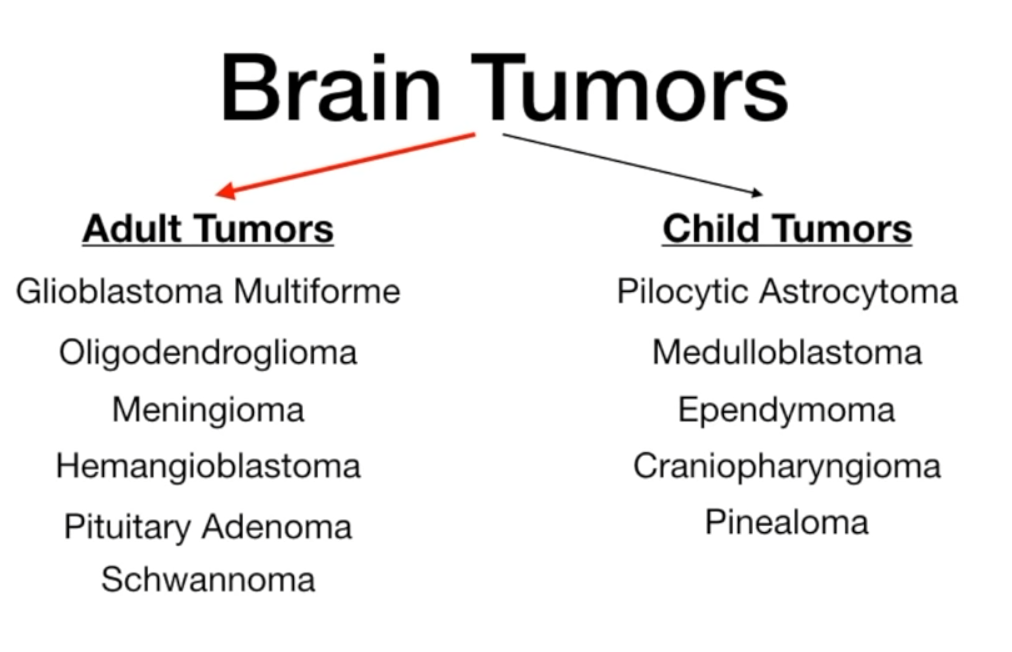 Brain Tumors
Adult Tumors
Glioblastoma Multiforme
Oligodendroglioma
Meningioma
Hemangioblastoma
Pituitary Adenoma
Schwannoma
Child Tumors
Pilocytic Astrocytoma
Medulloblastoma
Ependymoma
Craniopharyngioma
Pinealoma